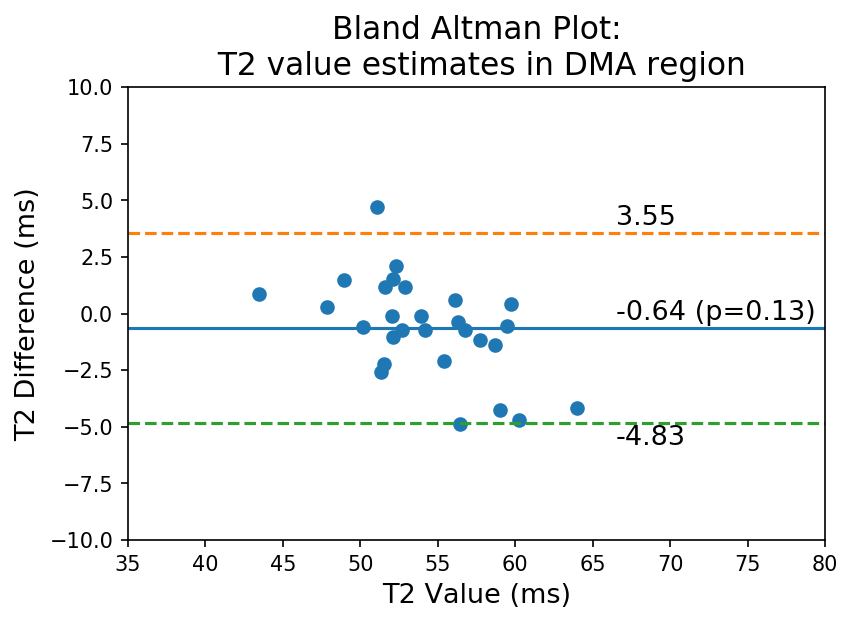 Bland Altman Plot:
T2 value estimates in DMA region
T2 Difference (ms)
10.0
7.5
5.0
2.5
0.0
−2.5
−5.0
−7.5
−10.0
3.55
-0.64 (p=0.13)
-4.83
35 40 45 50 55 60 65 70 75 80
T2 Value (ms)